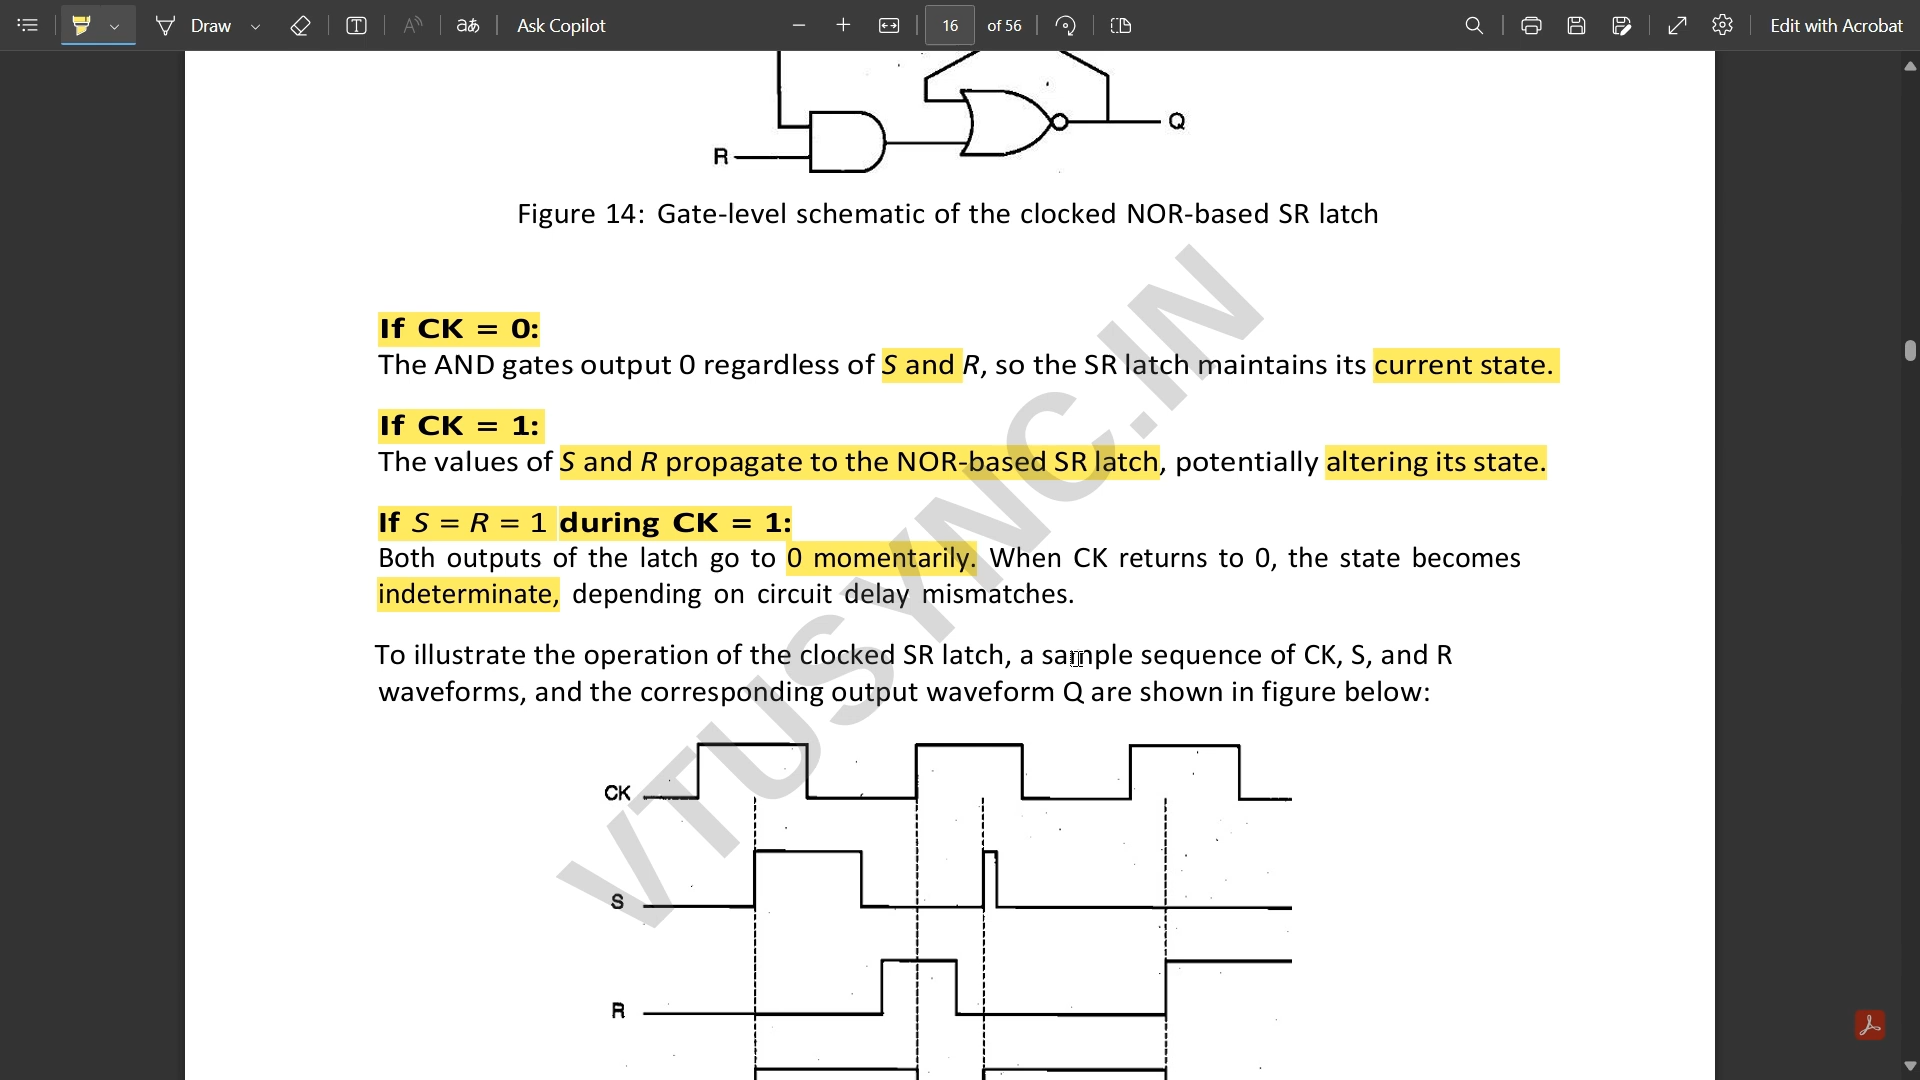 Draw
Ask Copilot
16 of 56
Edit with Acrobat
Q
R
Figure 14: Gate-level schematic of the clocked NOR-based SR latch
If CK = 0:
The AND gates output 0 regardless of S and R, so the SR latch maintains its current state.
If CK = 1:
The values of S and R propagate to the NOR-based SR latch, potentially altering its state.
If S = R = 1 during CK = 1:
Both outputs of the latch go to 0 momentarily. When CK returns to 0, the state becomes
indeterminate, depending on circuit delay mismatches.
To illustrate the operation of the clocked SR latch, a sample sequence of CK, S, and R
waveforms, and the corresponding output waveform Q are shown in figure below:
CK
S
R
VTUSYNC.IN